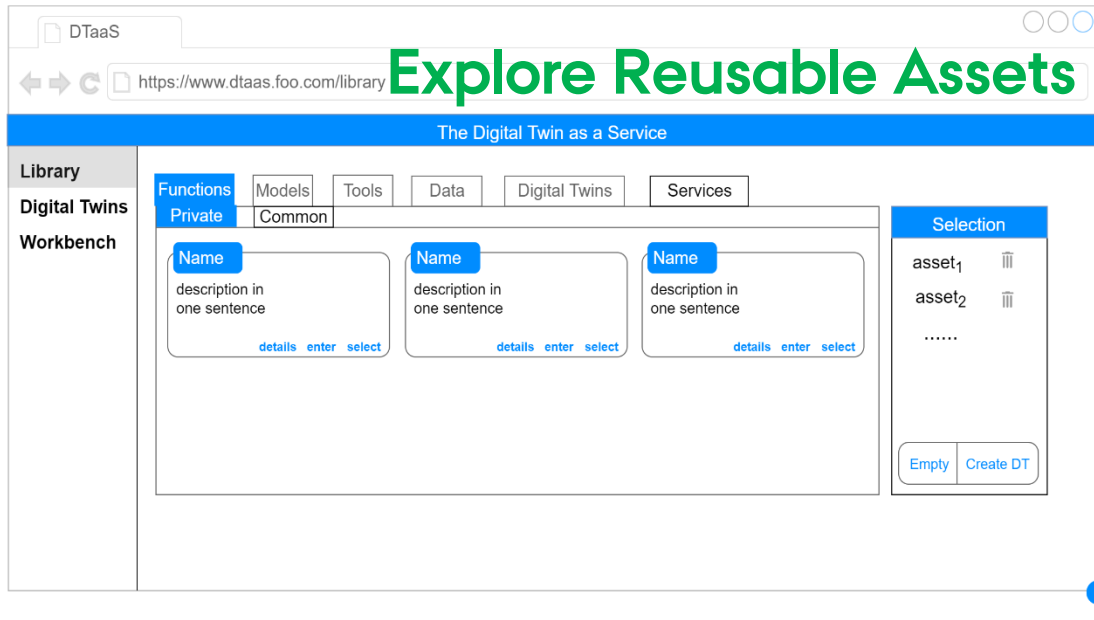 DTaaS
https://www.dtaas.foo.com/library
Explore Reusable Assets
The Digital Twin as a Service
Library
Digital Twins
Workbench
Functions Models Tools Data Digital Twins Services
Private Common
Name Name Name
description in description in description in
one sentence one sentence one sentence
details enter select details enter select details enter select
Selection
asset1
asset2
......
Empty Create DT